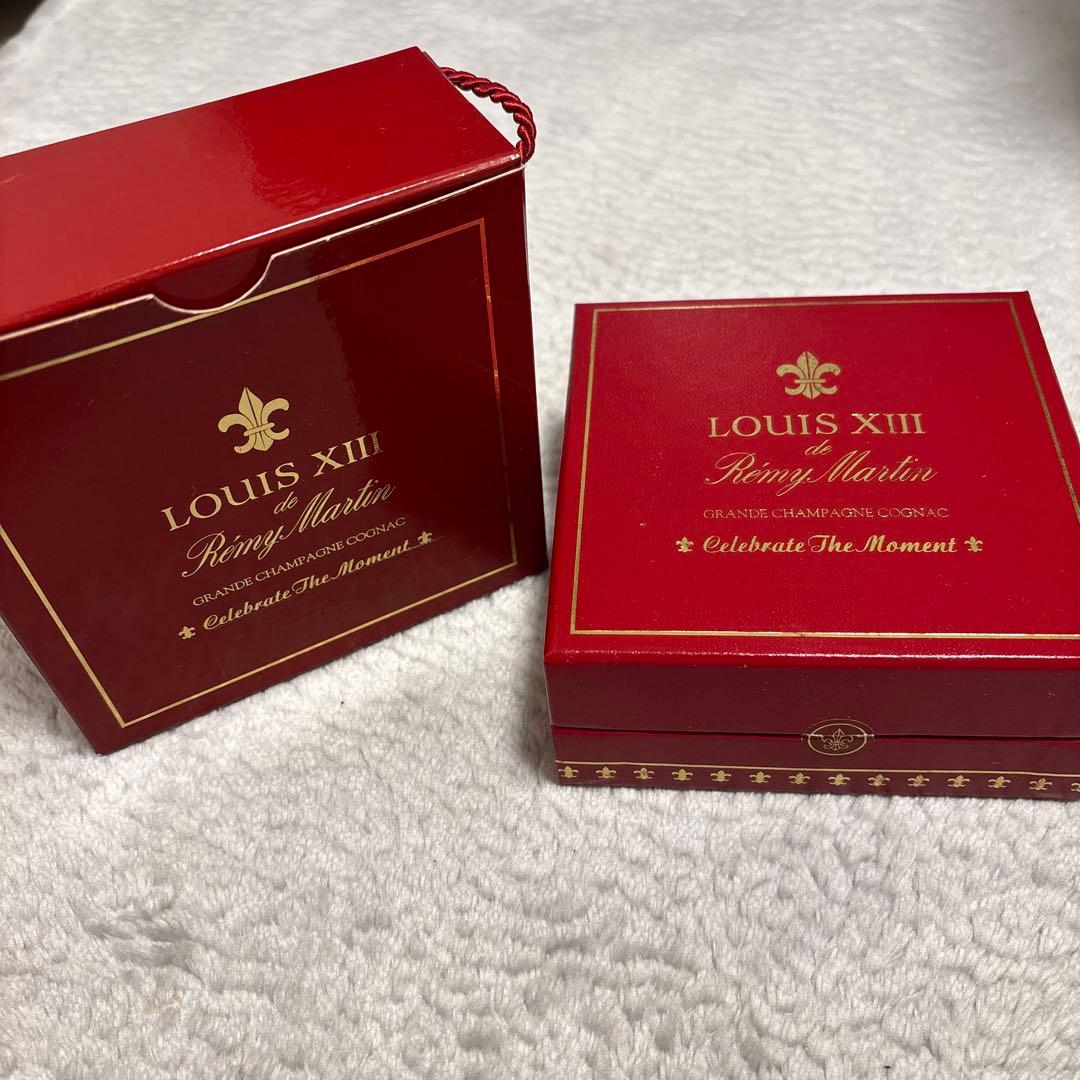 LOUIS XIII
de
Rémy Martin
GRANDE CHAMPAGNE COGNAC
Celebrate The Moment
LOUIS XIII
de
Rémy Martin
GRANDE CHAMPAGNE COGNAC
Celebrate The Moment